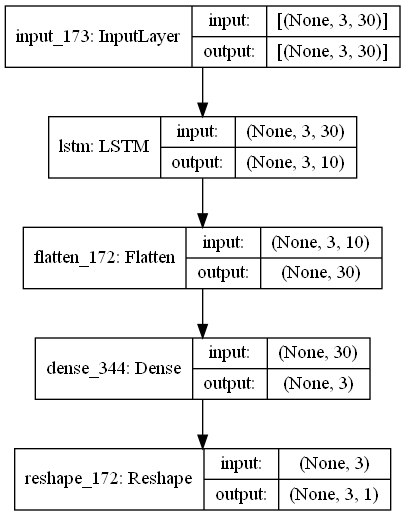 input_173: InputLayer
input: [(None, 3, 30)]
output: [(None, 3, 30)]
lstm: LSTM
input: (None, 3, 30)
output: (None, 3, 10)
flatten_172: Flatten
input: (None, 3, 10)
output: (None, 30)
dense_344: Dense
input: (None, 30)
output: (None, 3)
reshape_172: Reshape
input: (None, 3)
output: (None, 3, 1)